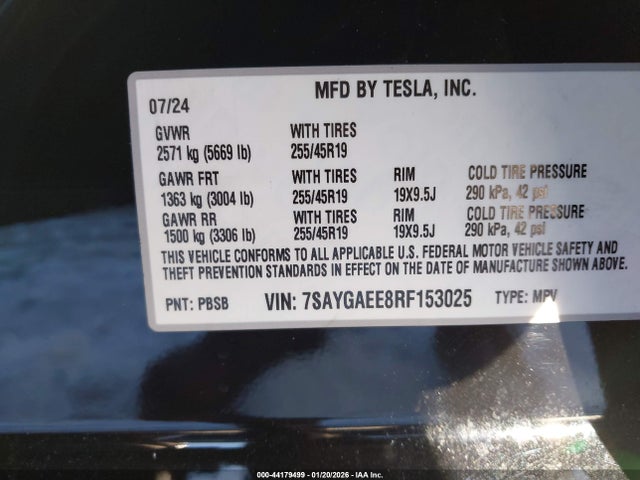 MFD BY TESLA, INC.
07/24
GVWR WITH TIRES
2571 kg (5669 lb) 255/45R19
GAWR FRT WITH TIRES RIM COLD TIRE PRESSURE
1363 kg (3004 lb) 255/45R19 19X9.5J 290 kPa, 42 psi
GAWR RR WITH TIRES RIM COLD TIRE PRESSURE
1500 kg (3306 lb) 255/45R19 19X9.5J 290 kPa, 42 psi
THIS VEHICLE CONFORMS TO ALL APPLICABLE U.S. FEDERAL MOTOR VEHICLE SAFETY AND
THEFT PREVENTION STANDARDS IN EFFECT ON THE DATE OF MANUFACTURE SHOWN ABOVE.
PNT: PBSB VIN: 7SAYGAEE8RF153025 TYPE: MPV
000-44179499 | 01/20/2026 - IAA Inc.